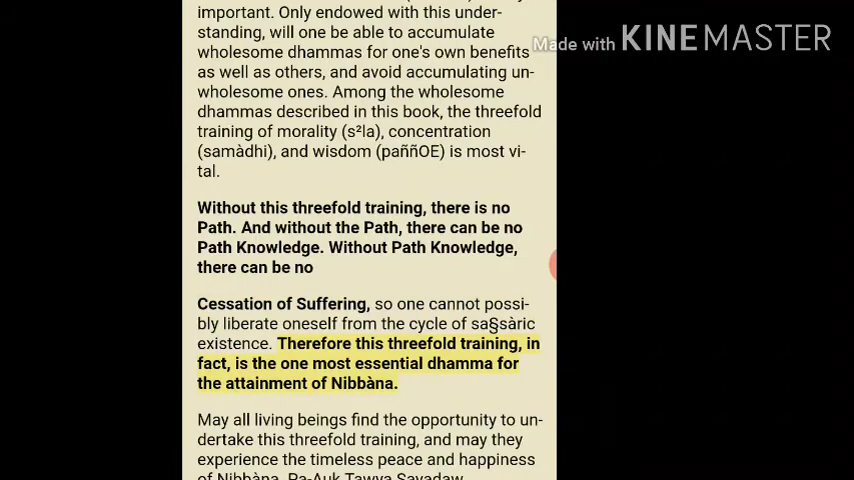 important. Only endowed with this under-
standing, will one be able to accumulate
wholesome dhammas for one's own benefits
as well as others, and avoid accumulating un-
wholesome ones. Among the wholesome
dhammas described in this book, the threefold
training of morality (s²la), concentration
(samàdhi), and wisdom (paññOE) is most vi-
tal.
Without this threefold training, there is no
Path. And without the Path, there can be no
Path Knowledge. Without Path Knowledge,
there can be no
Cessation of Suffering, so one cannot possi-
bly liberate oneself from the cycle of sa§sàric
existence. Therefore this threefold training, in
fact, is the one most essential dhamma for
the attainment of Nibbàna.
May all living beings find the opportunity to un-
dertake this threefold training, and may they
experience the timeless peace and happiness
of Nibbàna. Pa-Auk Tawya Sayadaw
Made with KINEMASTER